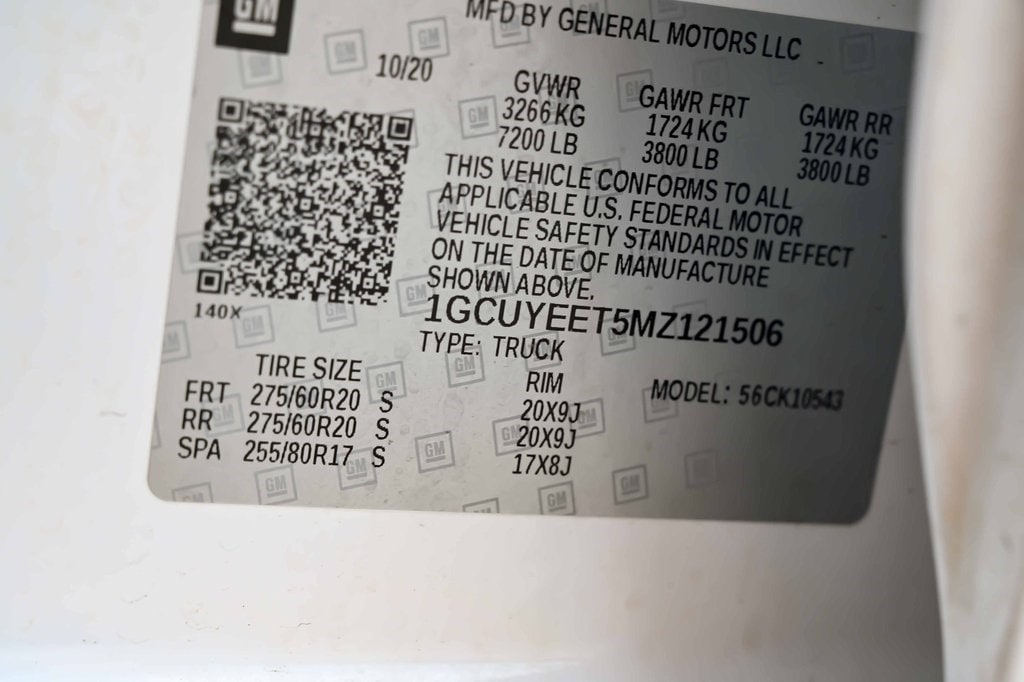 GM
MFD BY GENERAL MOTORS LLC
10/20
GVWR GAWR FRT GAWR RR
3266 KG 1724 KG 1724 KG
7200 LB 3800 LB 3800 LB
THIS VEHICLE CONFORMS TO ALL
APPLICABLE U.S. FEDERAL MOTOR
VEHICLE SAFETY STANDARDS IN EFFECT
ON THE DATE OF MANUFACTURE
SHOWN ABOVE.
140X
1GCUYEET5MZ121506
TYPE: TRUCK
TIRE SIZE RIM MODEL: 56CK10543
FRT 275/60R20 S 20X9J
RR 275/60R20 S 20X9J
SPA 255/80R17 S 17X8J